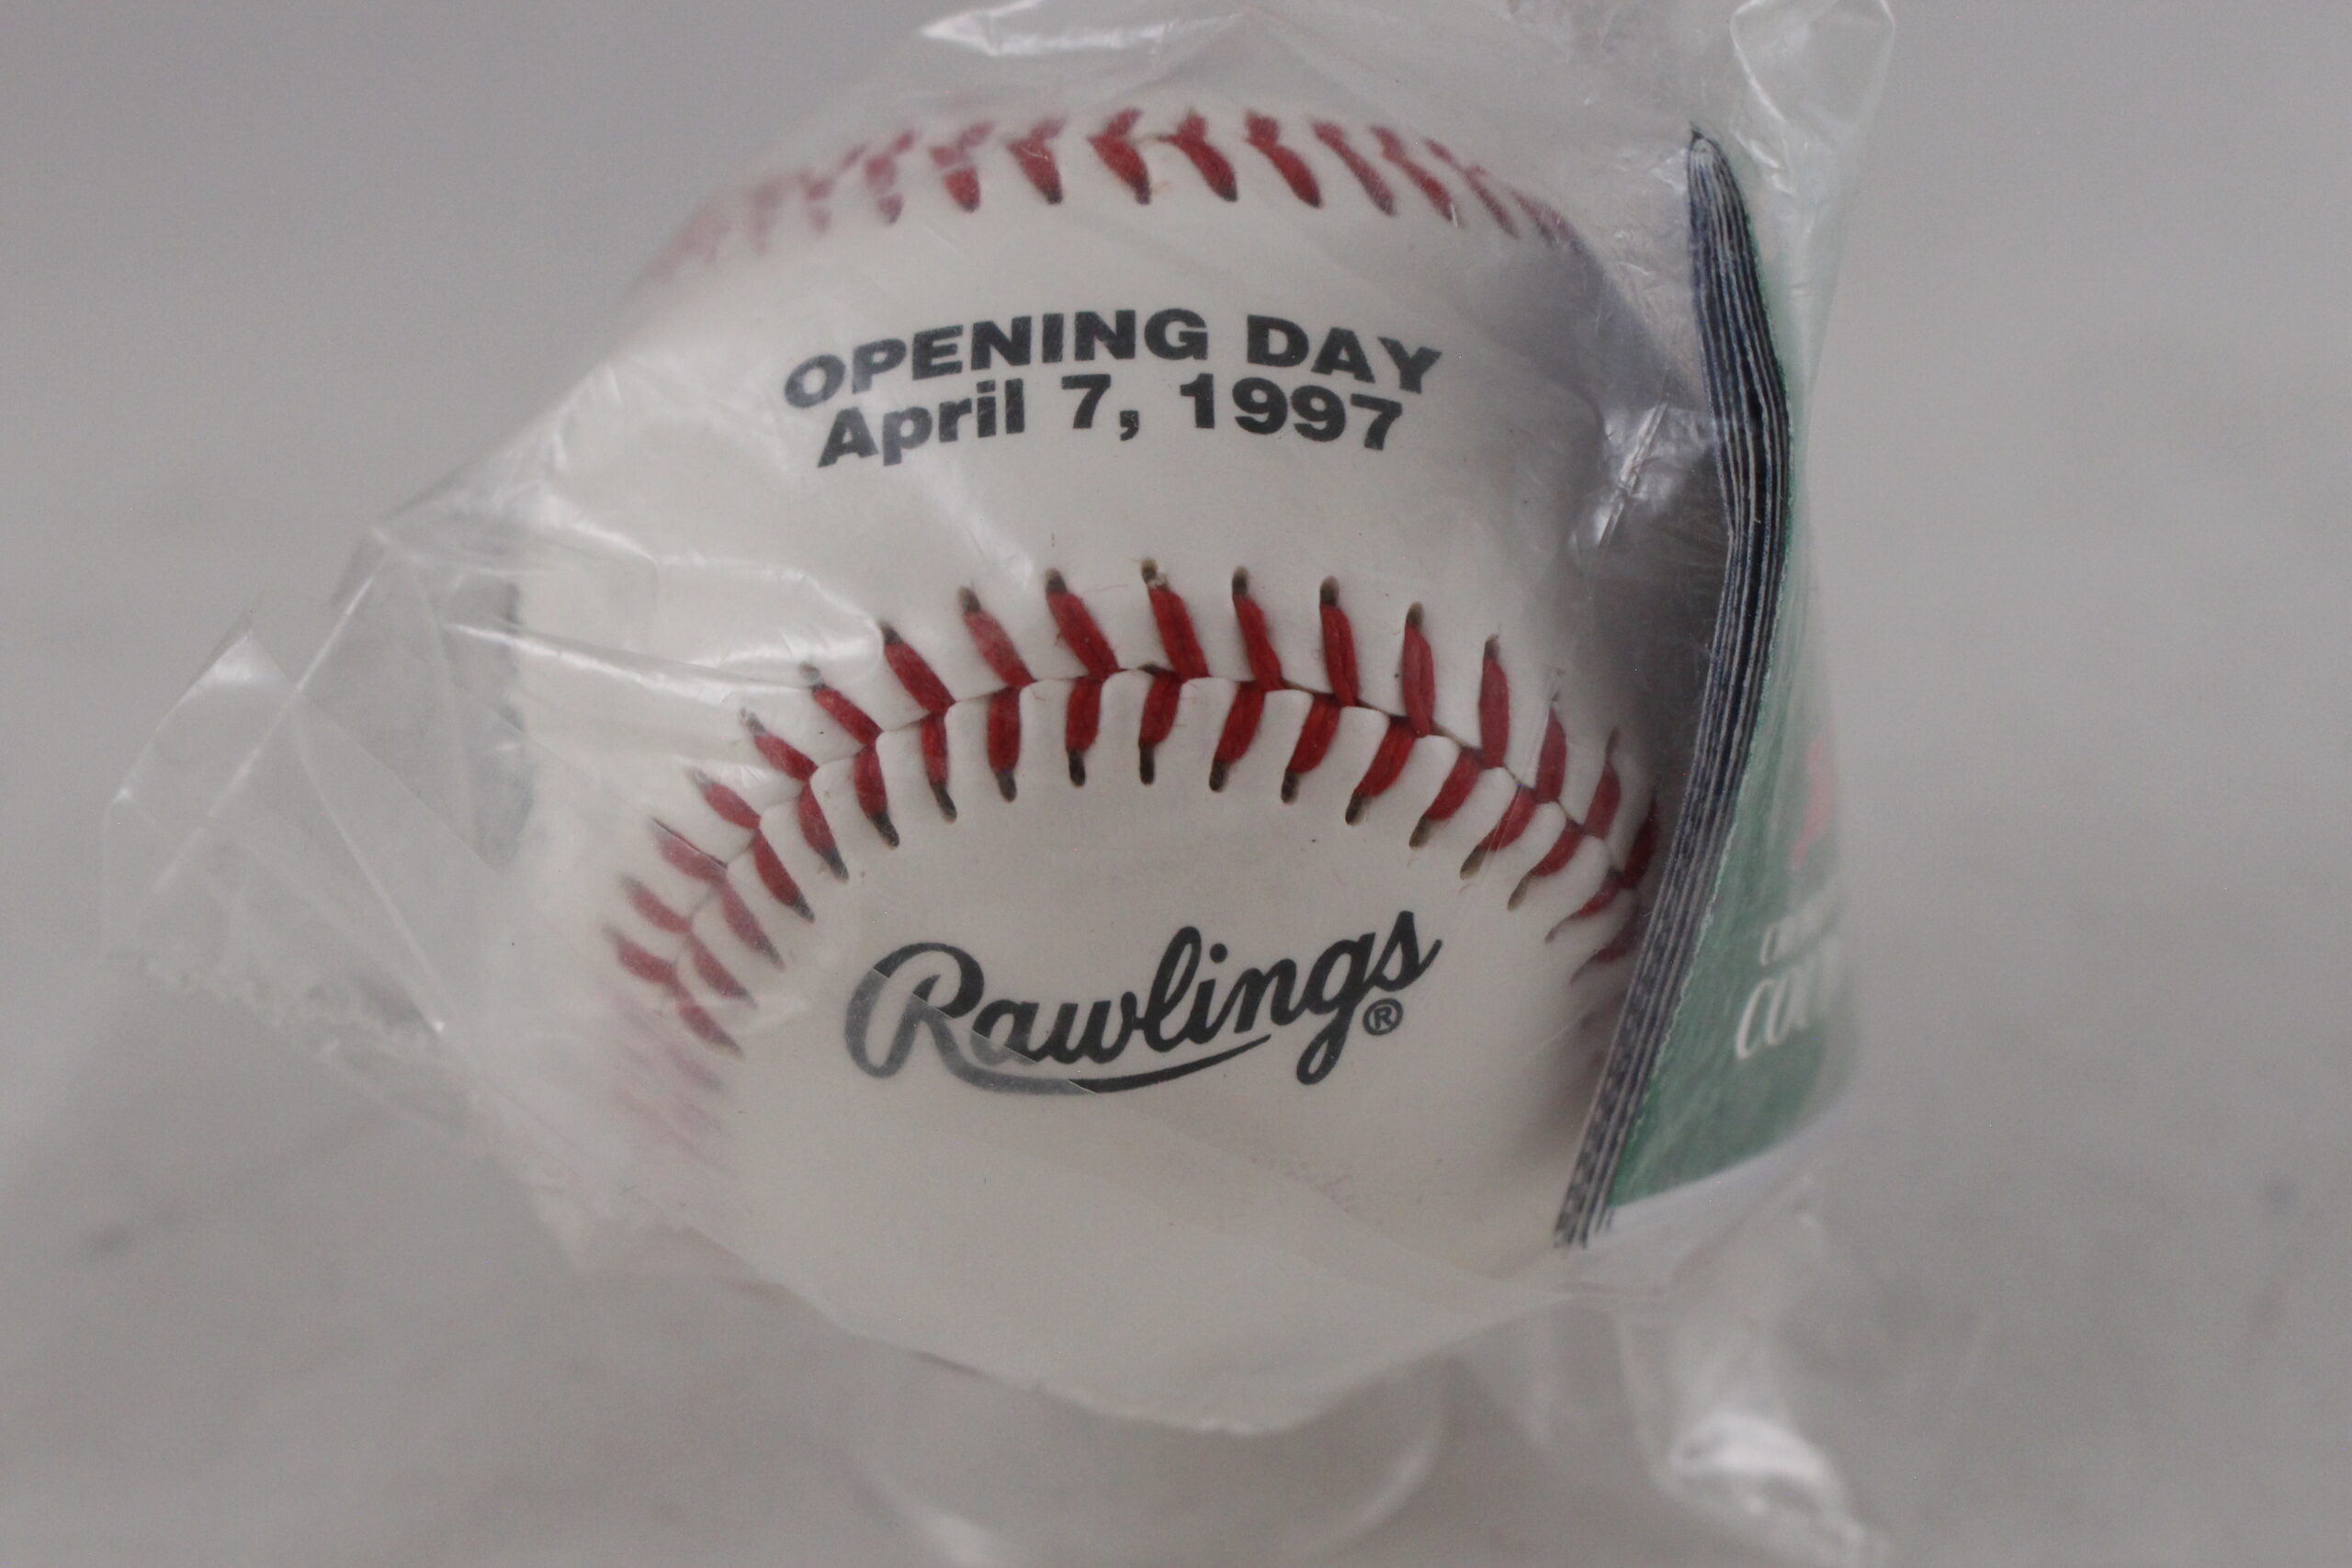 OPENING DAY
April 7, 1997
Rawlings®